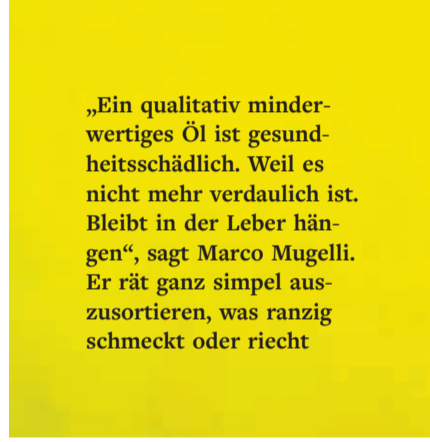 „Ein qualitativ minder-
wertiges Öl ist gesund-
heitsschädlich. Weil es
nicht mehr verdaulich ist.
Bleibt in der Leber hän-
gen“, sagt Marco Mugelli.
Er rät ganz simpel aus-
zusortieren, was ranzig
schmeckt oder riecht